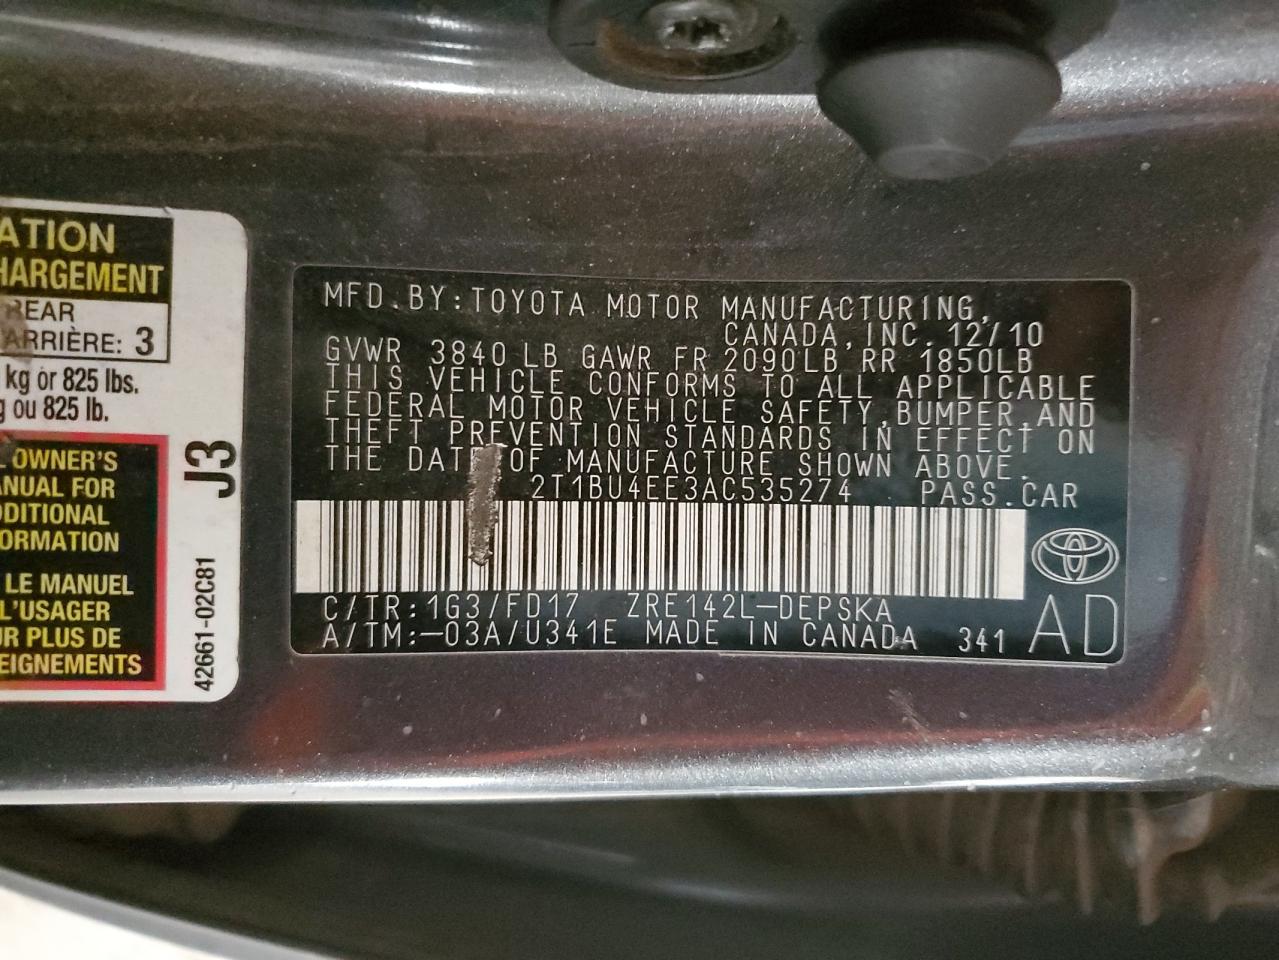 ATION
HARGEMENT
REAR
ARRIÈRE: 3
kg or 825 lbs.
g ou 825 lb.
OWNER'S
ANUAL FOR
DDITIONAL
ORMATION
LE MANUEL
L'USAGER
UR PLUS DE
EIGNEMENTS
J3
42661-02C81
MFD.BY:TOYOTA MOTOR MANUFACTURING,
CANADA,INC. 12/10
GVWR 3840LB GAWR FR 2090LB RR 1850LB
THIS VEHICLE CONFORMS TO ALL APPLICABLE
FEDERAL MOTOR VEHICLE SAFETY,BUMPER,AND
THEFT PREVENTION STANDARDS IN EFFECT ON
THE DATE OF MANUFACTURE SHOWN ABOVE.
2T1BU4EE3AC535274 PASS.CAR
C/TR:1G3/FD17 ZRE142L-DEPSKA
A/TM:-03A/U341E MADE IN CANADA 341
AD